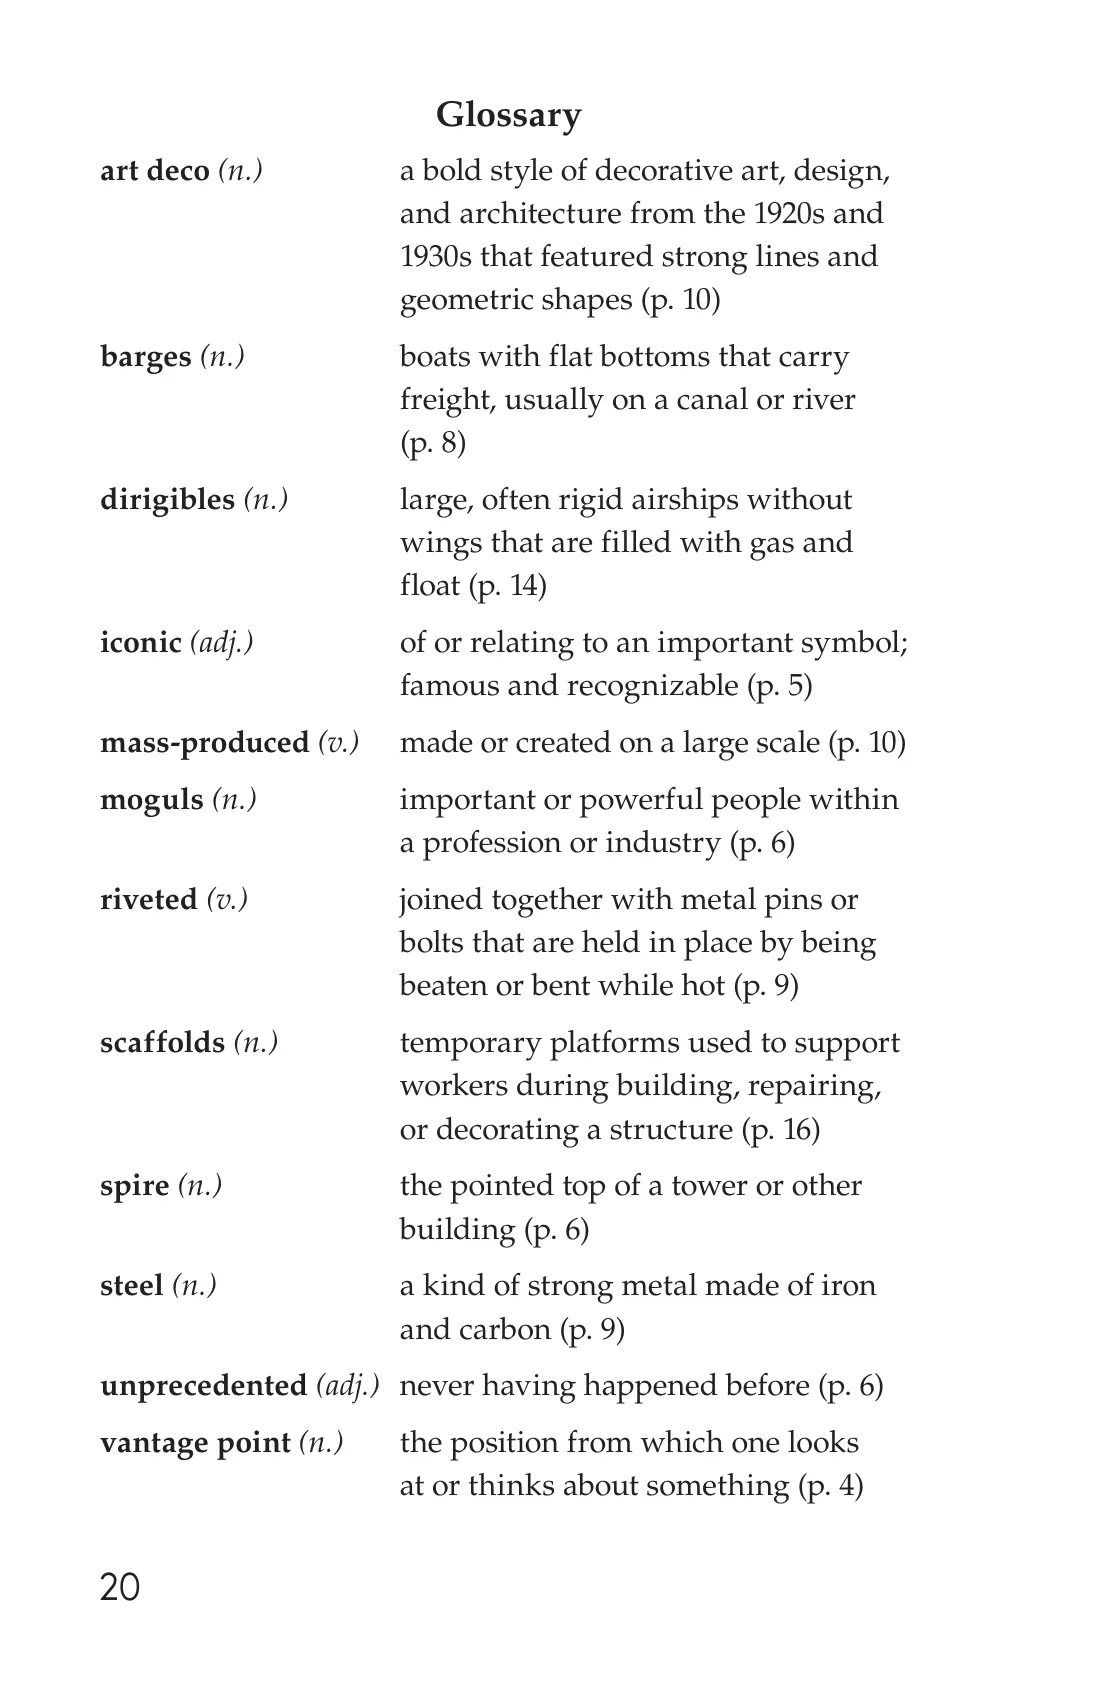 Glossary
art deco (n.) a bold style of decorative art, design,
and architecture from the 1920s and
1930s that featured strong lines and
geometric shapes (p. 10)
barges (n.) boats with flat bottoms that carry
freight, usually on a canal or river
(p. 8)
dirigibles (n.) large, often rigid airships without
wings that are filled with gas and
float (p. 14)
iconic (adj.) of or relating to an important symbol;
famous and recognizable (p. 5)
mass-produced (v.) made or created on a large scale (p. 10)
moguls (n.) important or powerful people within
a profession or industry (p. 6)
riveted (v.) joined together with metal pins or
bolts that are held in place by being
beaten or bent while hot (p. 9)
scaffolds (n.) temporary platforms used to support
workers during building, repairing,
or decorating a structure (p. 16)
spire (n.) the pointed top of a tower or other
building (p. 6)
steel (n.) a kind of strong metal made of iron
and carbon (p. 9)
unprecedented (adj.) never having happened before (p. 6)
vantage point (n.) the position from which one looks
at or thinks about something (p. 4)
20